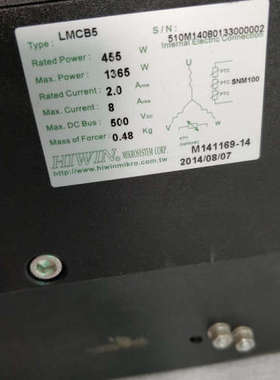 Type : LMCB5
S / N : 510M14080133000002
Rated Power : 455 W
Internal Electric Connection
Max. Power : 1365 W
Rated Current : 2.0 Arms
Max. Current : 8 Arms
Max. DC Bus : 500 VDC
Mass of Forcer : 0.48 Kg
PTC
PTC
PTC
SNM100
HIWIN MIKROSYSTEM CORP.
http://www.hiwinmikro.com.tw
M141169-14
2014/08/07